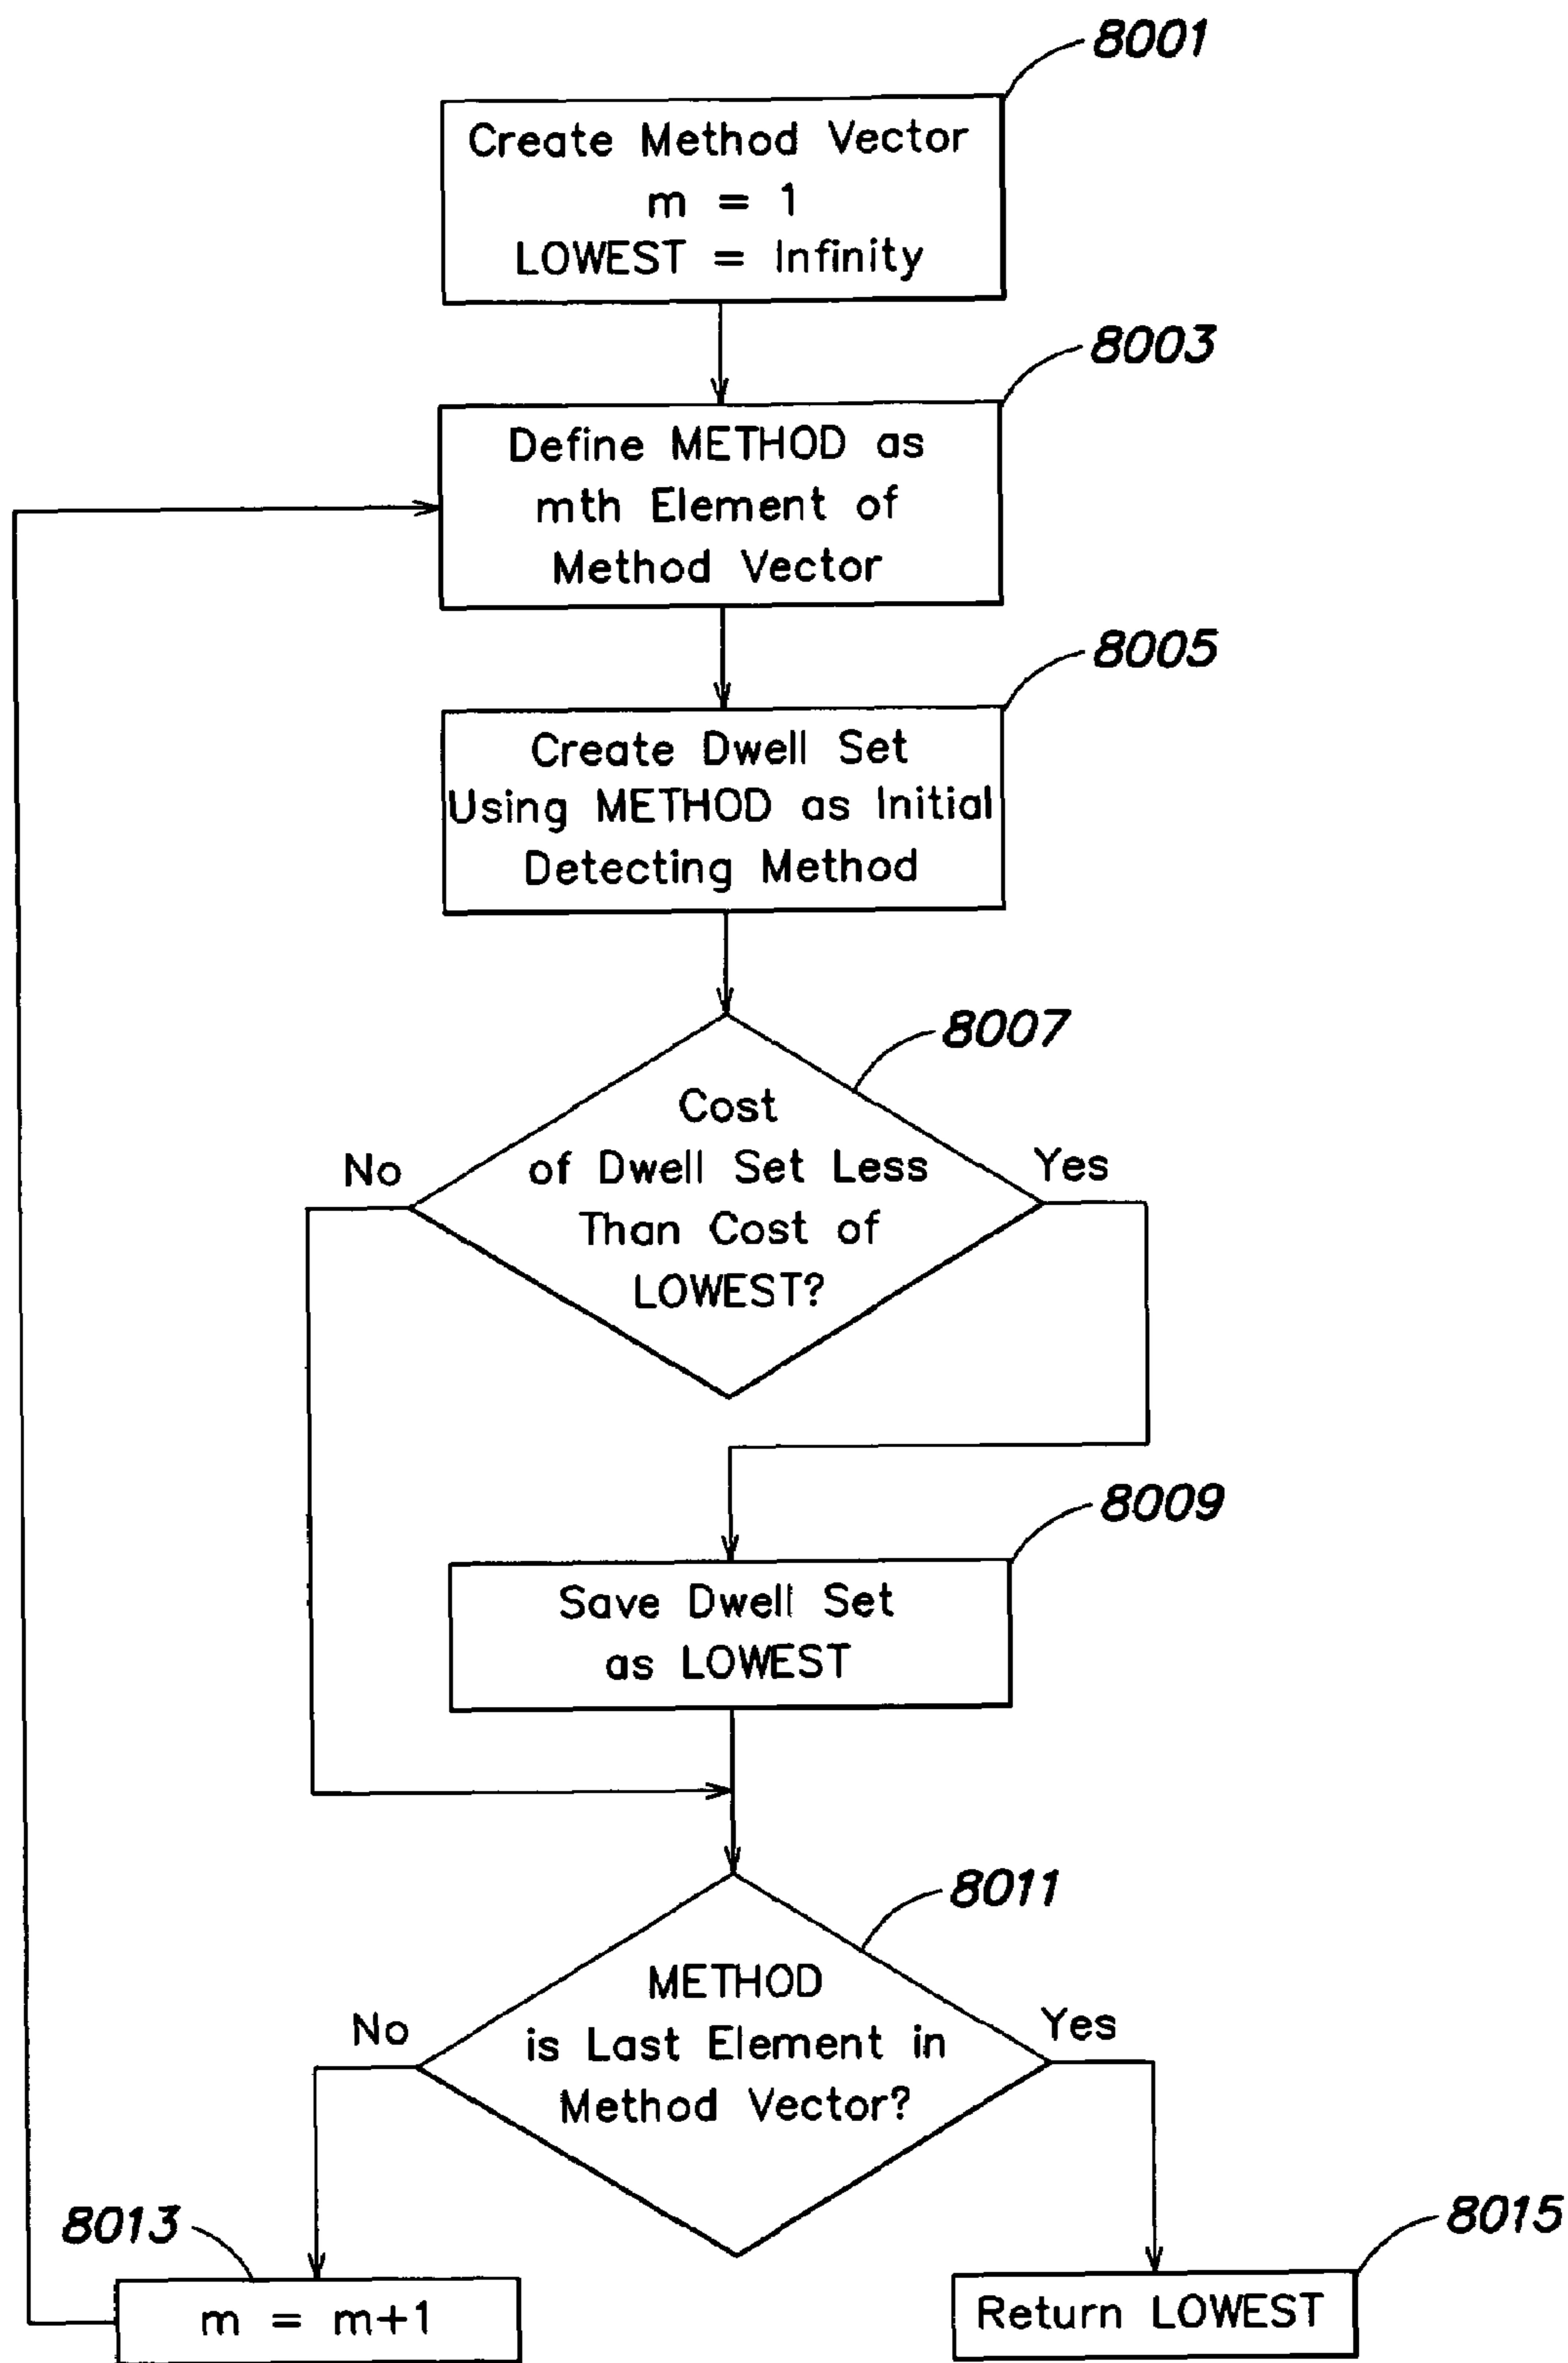 8001
Create Method Vector
m = 1
LOWEST = Infinity
8003
Define METHOD as
mth Element of
Method Vector
8005
Create Dwell Set
Using METHOD as Initial
Detecting Method
8007
Cost
of Dwell Set Less
Than Cost of
LOWEST?
No
Yes
8009
Save Dwell Set
as LOWEST
8011
METHOD
is Last Element in
Method Vector?
No
Yes
8013
m = m+1
8015
Return LOWEST